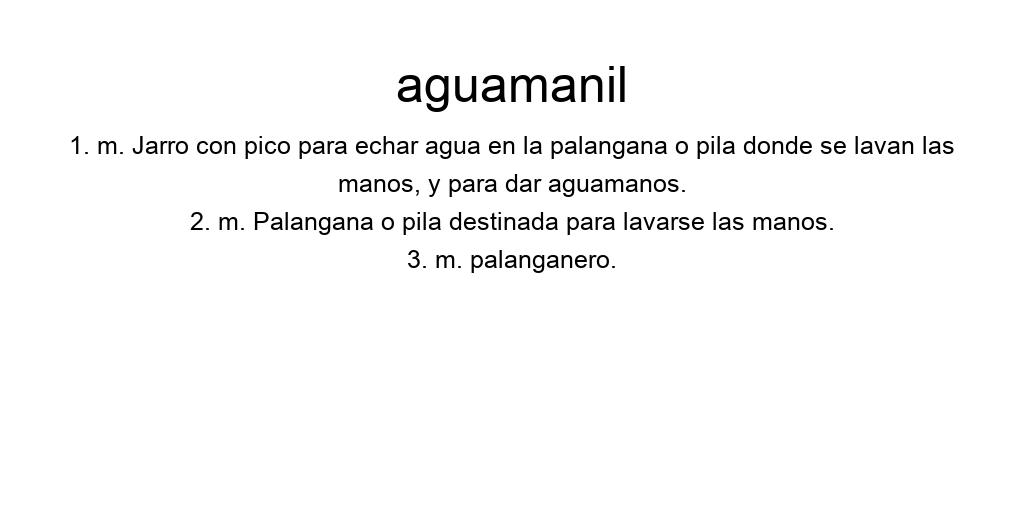 aguamanil
1. m. Jarro con pico para echar agua en la palangana o pila donde se lavan las
manos, y para dar aguamanos.
2. m. Palangana o pila destinada para lavarse las manos.
3. m. palanganero.